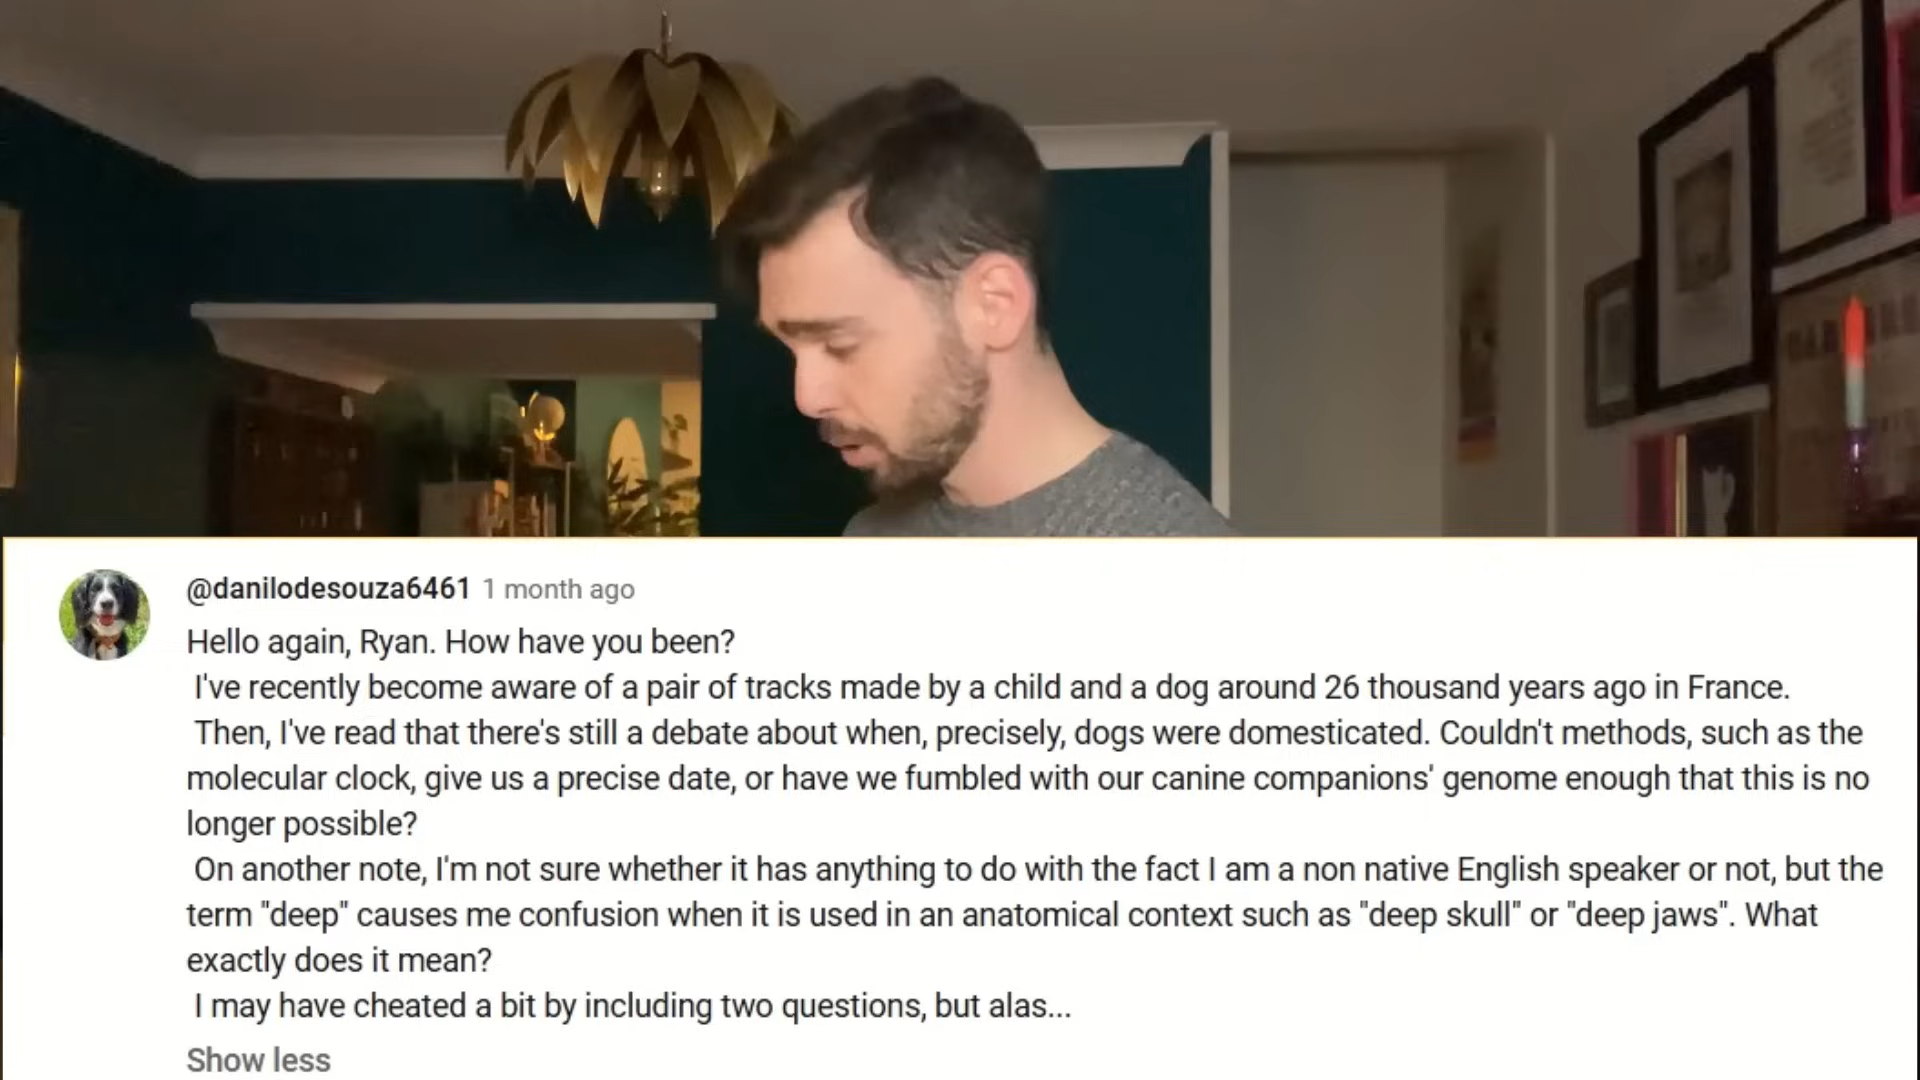 @danilodesouza6461 1 month ago
Hello again, Ryan. How have you been?
I've recently become aware of a pair of tracks made by a child and a dog around 26 thousand years ago in France.
Then, I've read that there's still a debate about when, precisely, dogs were domesticated. Couldn't methods, such as the
molecular clock, give us a precise date, or have we fumbled with our canine companions' genome enough that this is no
longer possible?
On another note, I'm not sure whether it has anything to do with the fact I am a non native English speaker or not, but the
term "deep" causes me confusion when it is used in an anatomical context such as "deep skull" or "deep jaws". What
exactly does it mean?
I may have cheated a bit by including two questions, but alas...
Show less